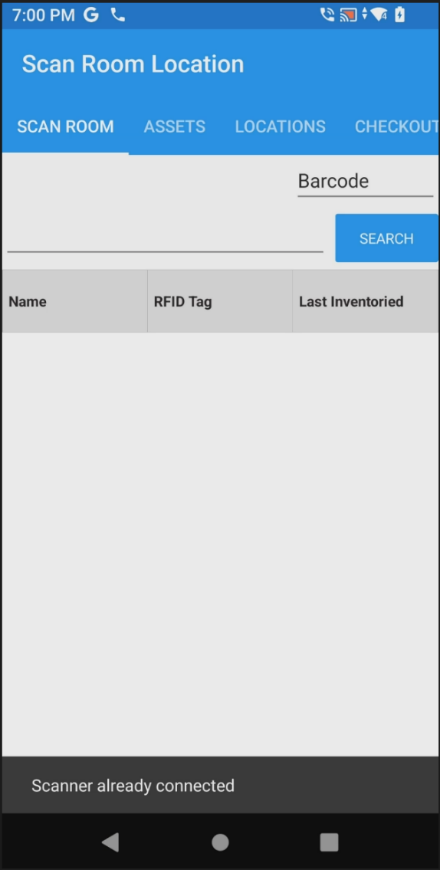 7:00 PM G
Scan Room Location
SCAN ROOM ASSETS LOCATIONS CHECKOUT
Barcode
SEARCH
Name RFID Tag Last Inventoried
Scanner already connected